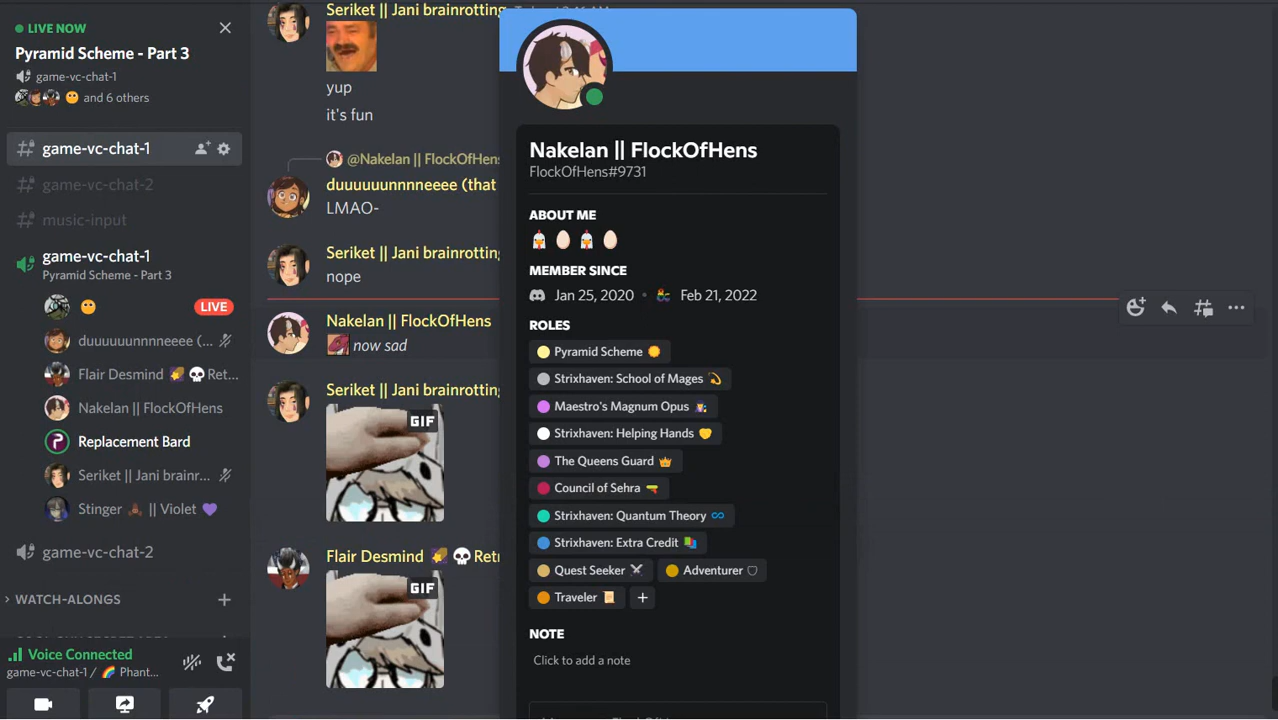 LIVE NOW
Pyramid Scheme - Part 3
game-vc-chat-1
and 6 others
game-vc-chat-1
game-vc-chat-2
music-input
game-vc-chat-1
Pyramid Scheme - Part 3
LIVE
duuuuuunnnneeee (...
Flair Desmind 💀Ret...
Nakelan || FlockOfHens
Replacement Bard
Seriket || Jani brainr...
Stinger || Violet 💜
game-vc-chat-2
WATCH-ALONGS
Voice Connected
game-vc-chat-1 / 🌈 Phant...
Seriket || Jani brainrotting
yup
it's fun
@Nakelan || FlockOfHens
duuuuuunnnneeee (that
LMAO-
Seriket || Jani brainrotting
nope
Nakelan || FlockOfHens
now sad
Seriket || Jani brainrotting
GIF
Flair Desmind 💀Ret
GIF
Nakelan || FlockOfHens
FlockOfHens#9731
ABOUT ME
🐔 🥚 🐔 🥚
MEMBER SINCE
Jan 25, 2020 • Feb 21, 2022
ROLES
Pyramid Scheme
Strixhaven: School of Mages 💫
Maestro's Magnum Opus
Strixhaven: Helping Hands 💛
The Queens Guard 👑
Council of Sehra 🔫
Strixhaven: Quantum Theory
Strixhaven: Extra Credit
Quest Seeker ⚔ Adventurer
Traveler 📜 +
NOTE
Click to add a note